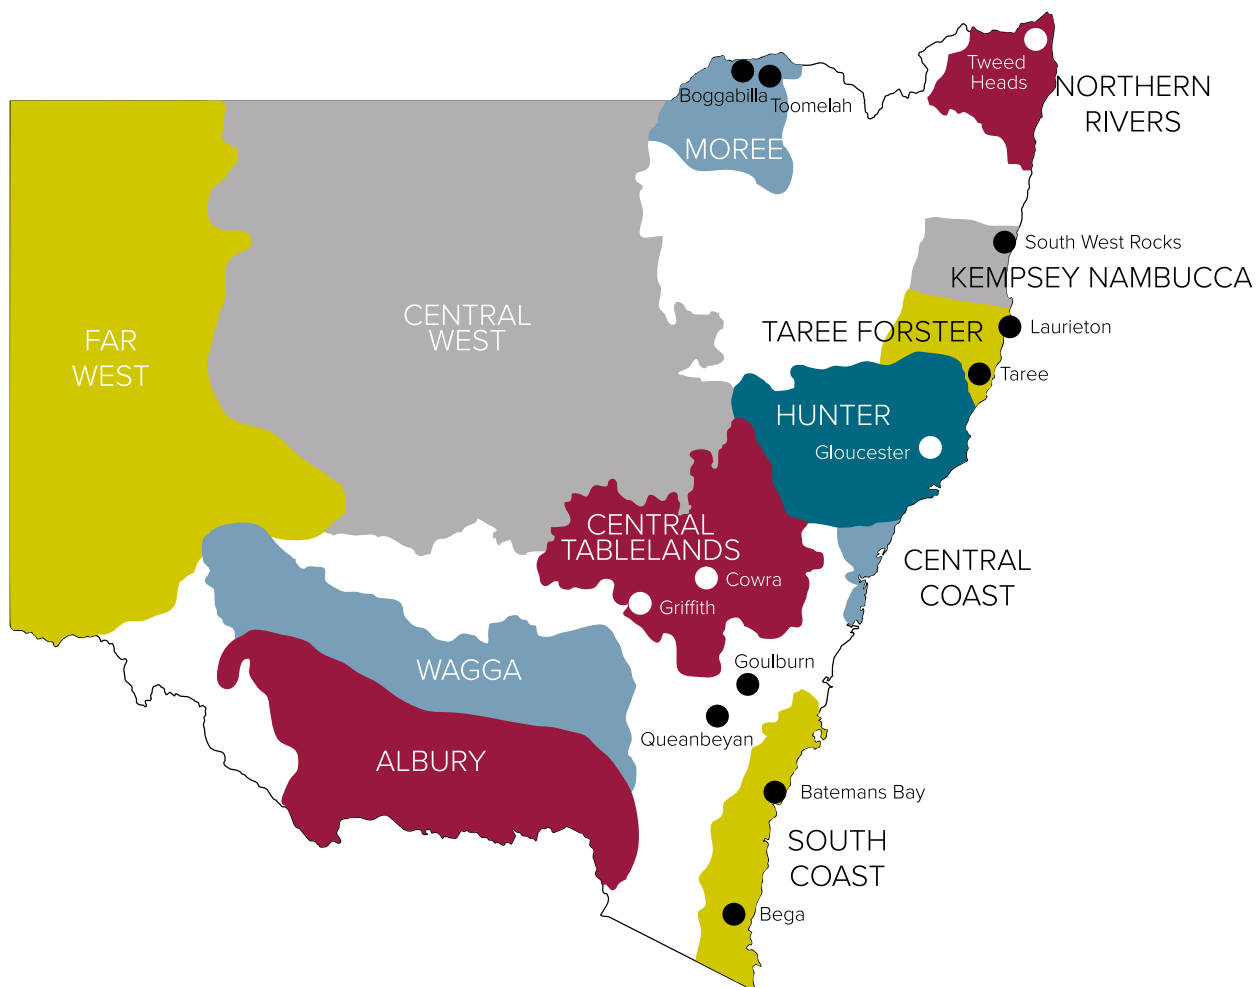 Tweed
Heads
NORTHERN
RIVERS
Boggabilla
Toomelah
MOREE
South West Rocks
KEMPSEY NAMBUCCA
FAR
WEST
CENTRAL
WEST
TAREE FORSTER
Laurieton
Taree
HUNTER
Gloucester
CENTRAL
TABLELANDS
Cowra
Griffith
CENTRAL
COAST
WAGGA
Goulburn
Queanbeyan
ALBURY
Batemans Bay
SOUTH
COAST
Bega